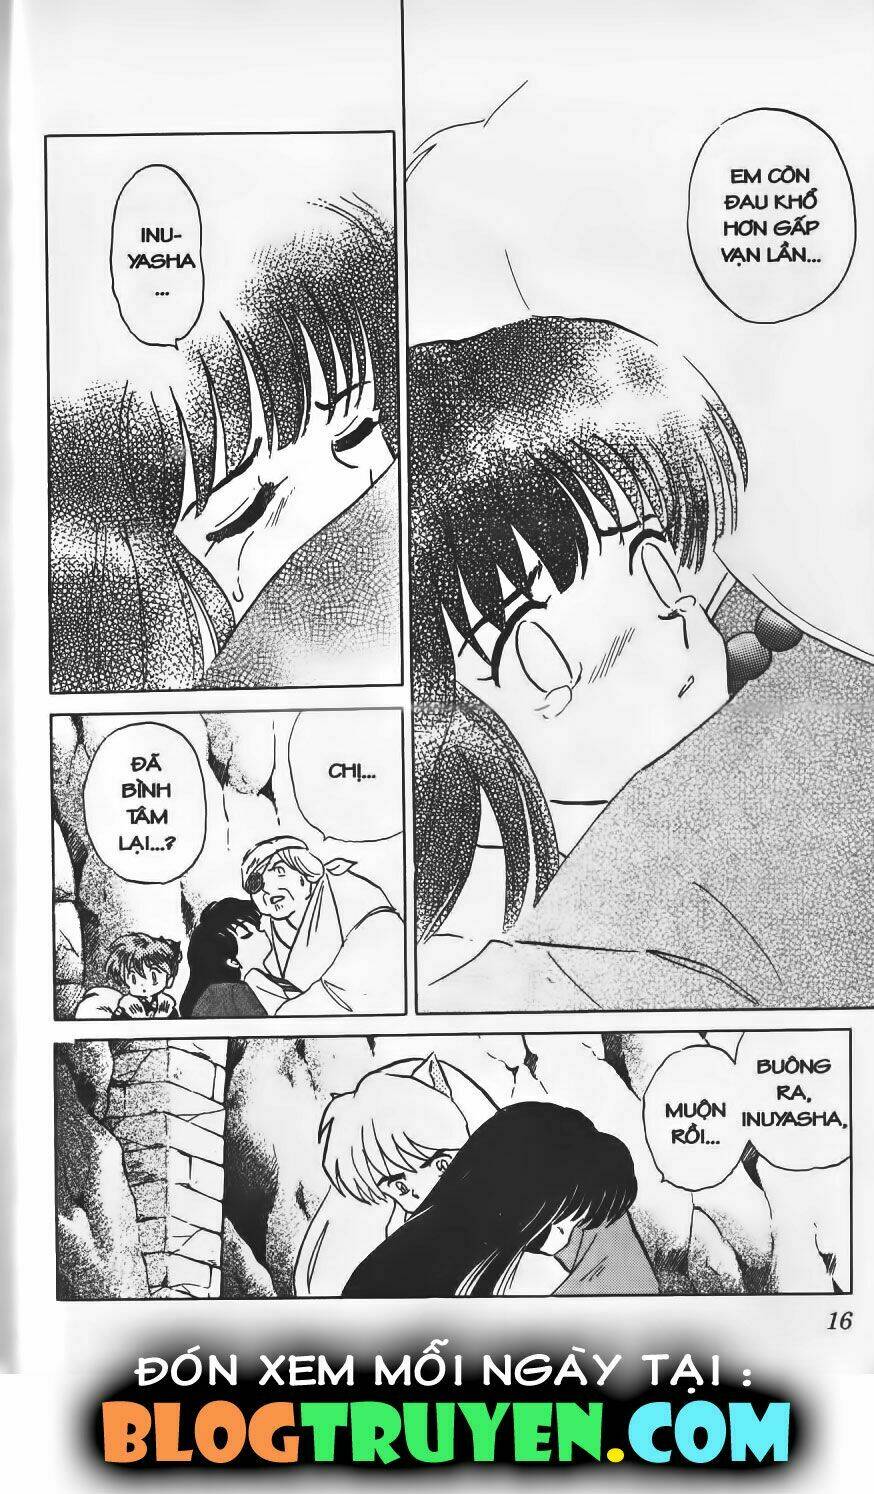 INU-
YASHA
...
EM CÒN
ĐAU KHỔ
HƠN GẤP
VẠN LẦN...
ĐÃ
BÌNH
TÂM
LẠI...?
CHỊ...
MUỘN
RỒI...
BUÔNG
RA,
INUYASHA,
16
ĐÓN XEM MỖI NGÀY TẠI :
BLOGTRUYEN.COM